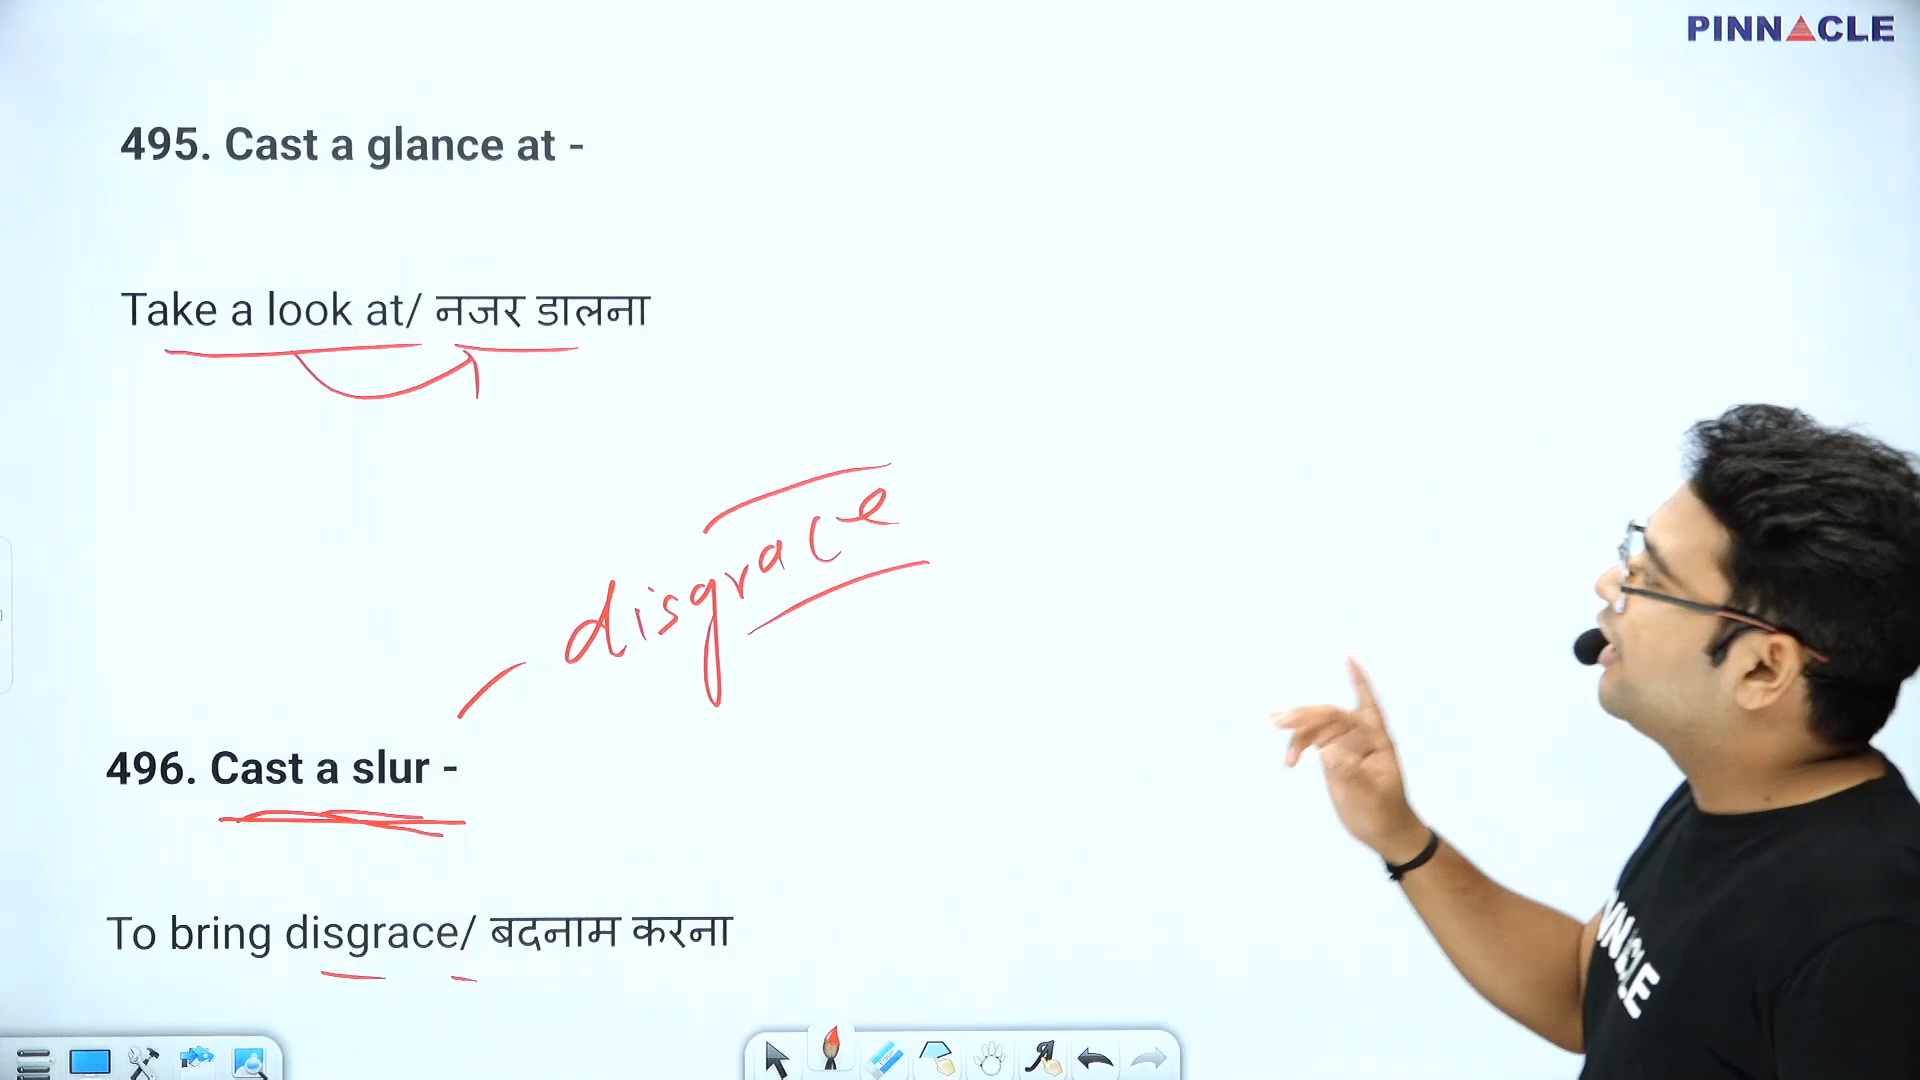 PINNACLE
495. Cast a glance at -
Take a look at/ नजर डालना
disgrace
496. Cast a slur -
To bring disgrace/ बदनाम करना